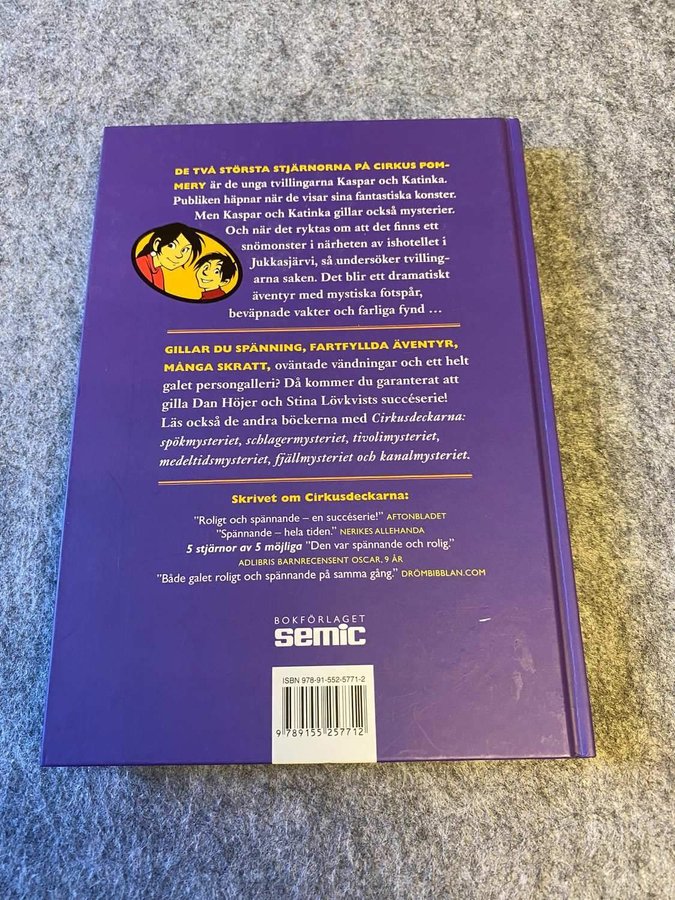 DE TVÅ STÖRSTA STJÄRNORNA PÅ CIRKUS POM-
MERY är de unga tvillingarna Kaspar och Katinka.
Publiken häpnar när de visar sina fantastiska konster.
Men Kaspar och Katinka gillar också mysterier.
Och när det ryktas om att det finns ett
snömonster i närheten av ishotellet i
Jukkasjärvi, så undersöker tvilling-
arna saken. Det blir ett dramatiskt
äventyr med mystiska fotspår,
beväpnade vakter och farliga fynd ...
GILLAR DU SPÄNNING, FARTFYLLDA ÄVENTYR,
MÅNGA SKRATT, oväntade vändningar och ett helt
galet persongalleri? Då kommer du garanterat att
gilla Dan Höjer och Stina Lövkvists succéserie!
Läs också de andra böckerna med Cirkusdeckarna:
spökmysteriet, schlagermysteriet, tivolimysteriet,
medeltidsmysteriet, fjällmysteriet och kanalmysteriet.
Skrivet om Cirkusdeckarna:
"Roligt och spännande – en succéserie!" AFTONBLADET
"Spännande – hela tiden." NERIKES ALLEHANDA
5 stjärnor av 5 möjliga "Den var spännande och rolig."
ADLIBRIS BARNRECENSENT OSCAR, 9 ÅR
"Både galet roligt och spännande på samma gång." DRÖMBIBBLAN.COM
BOKFÖRLAGET
semic
ISBN 978-91-552-5771-2
9 789155 257712